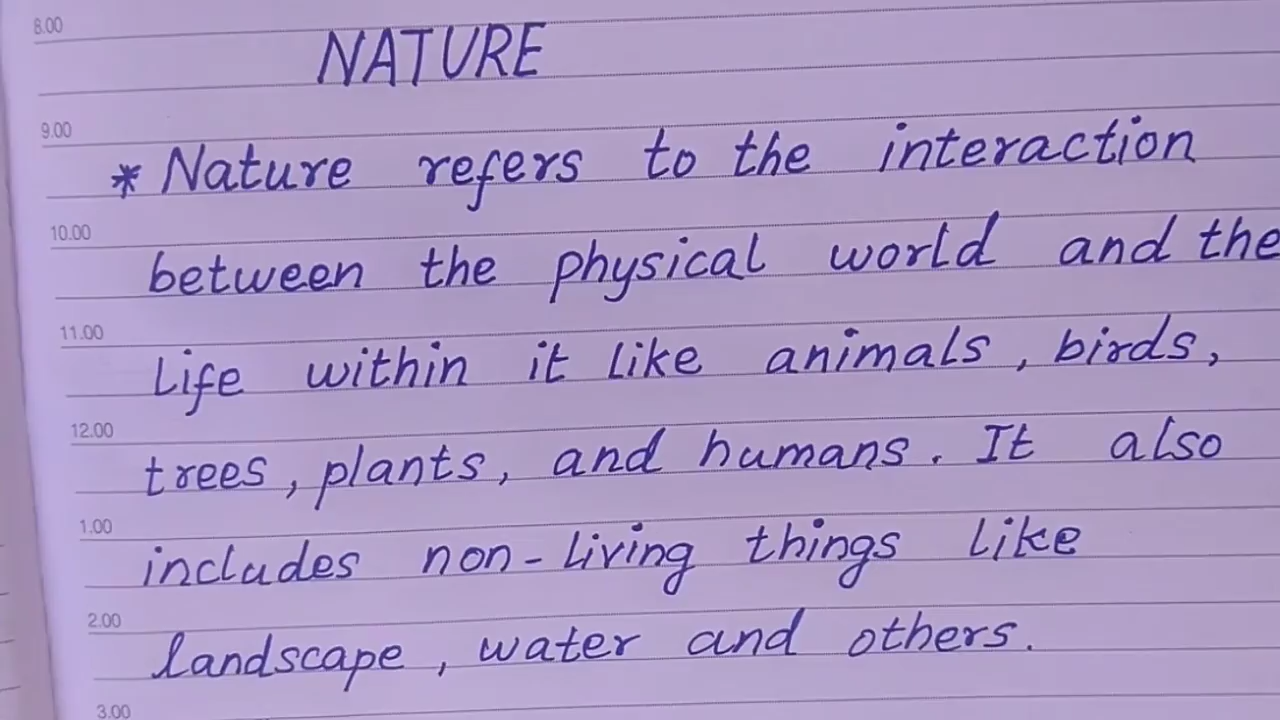 8.00
NATURE
9.00
* Nature refers to the interaction
10.00
between the physical world and the
11.00
Life within it like animals, birds,
12.00
trees, plants, and humans. It also
1.00
includes non-living things like
2.00
landscape, water and others.
3.00